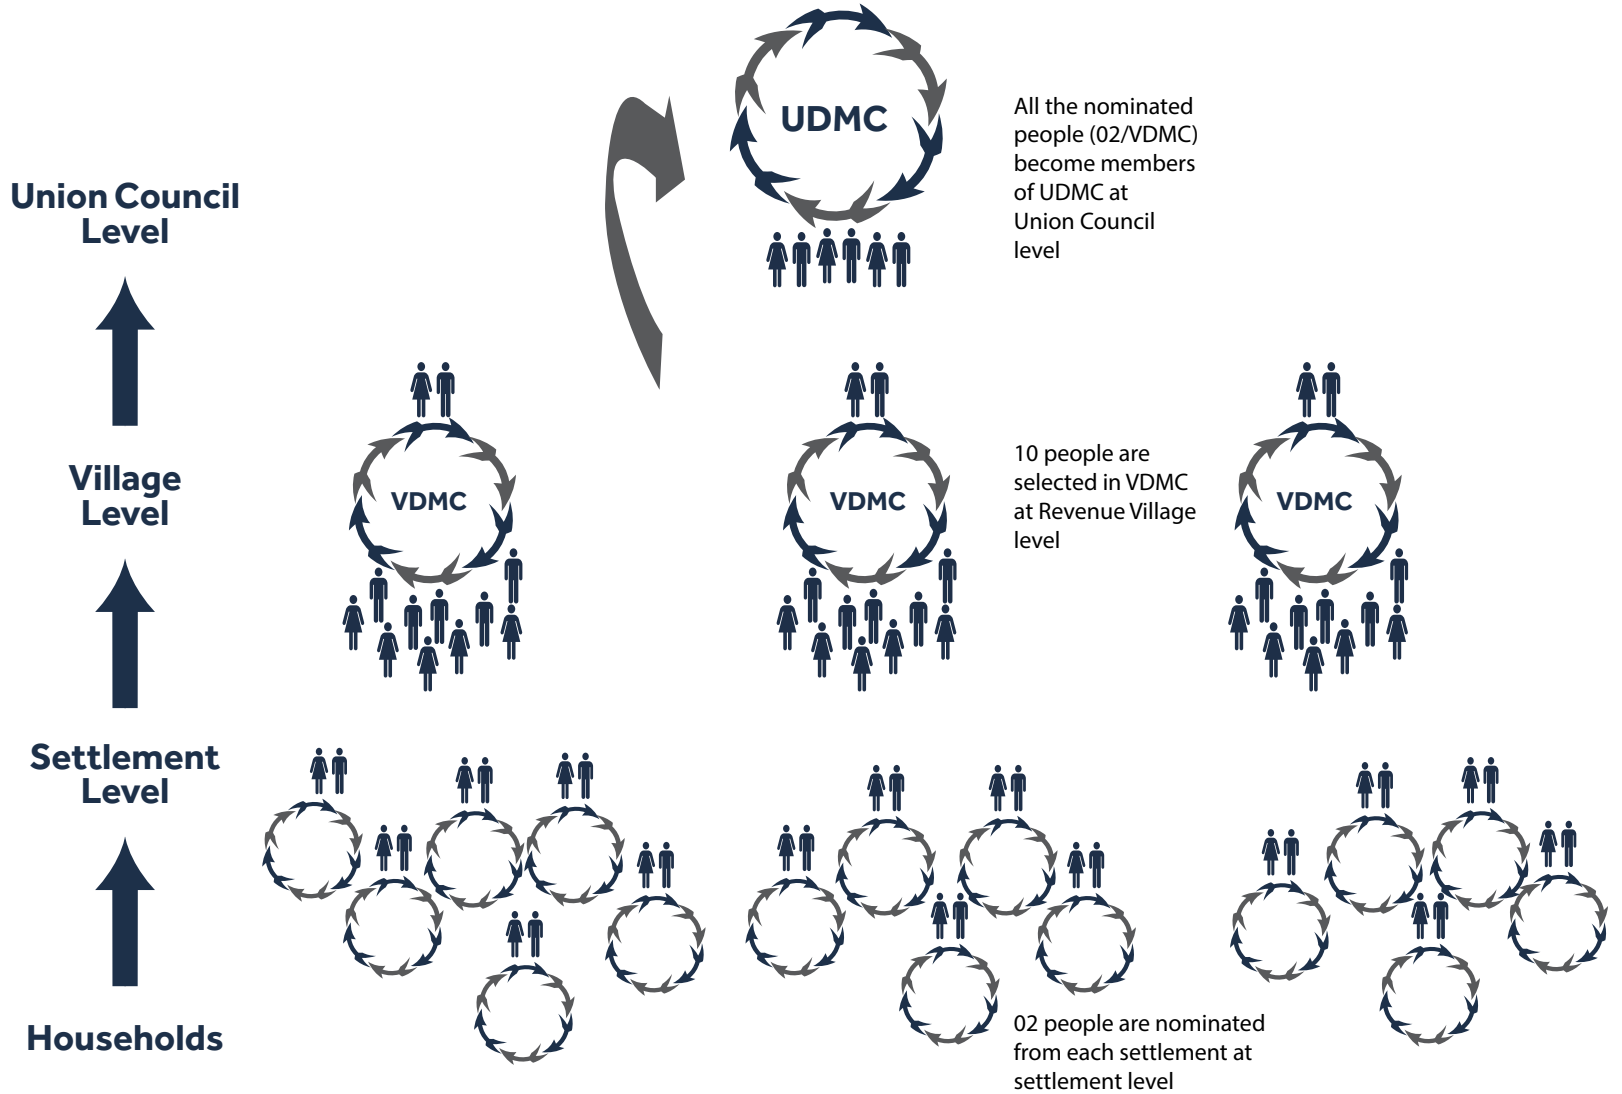 UDMC
All the nominated
people (02/VDMC)
become members
of UDMC at
Union Council
level
Union Council
Level
Village
Level
VDMC
VDMC
10 people are
selected in VDMC
at Revenue Village
level
VDMC
Settlement
Level
Households
02 people are nominated
from each settlement at
settlement level